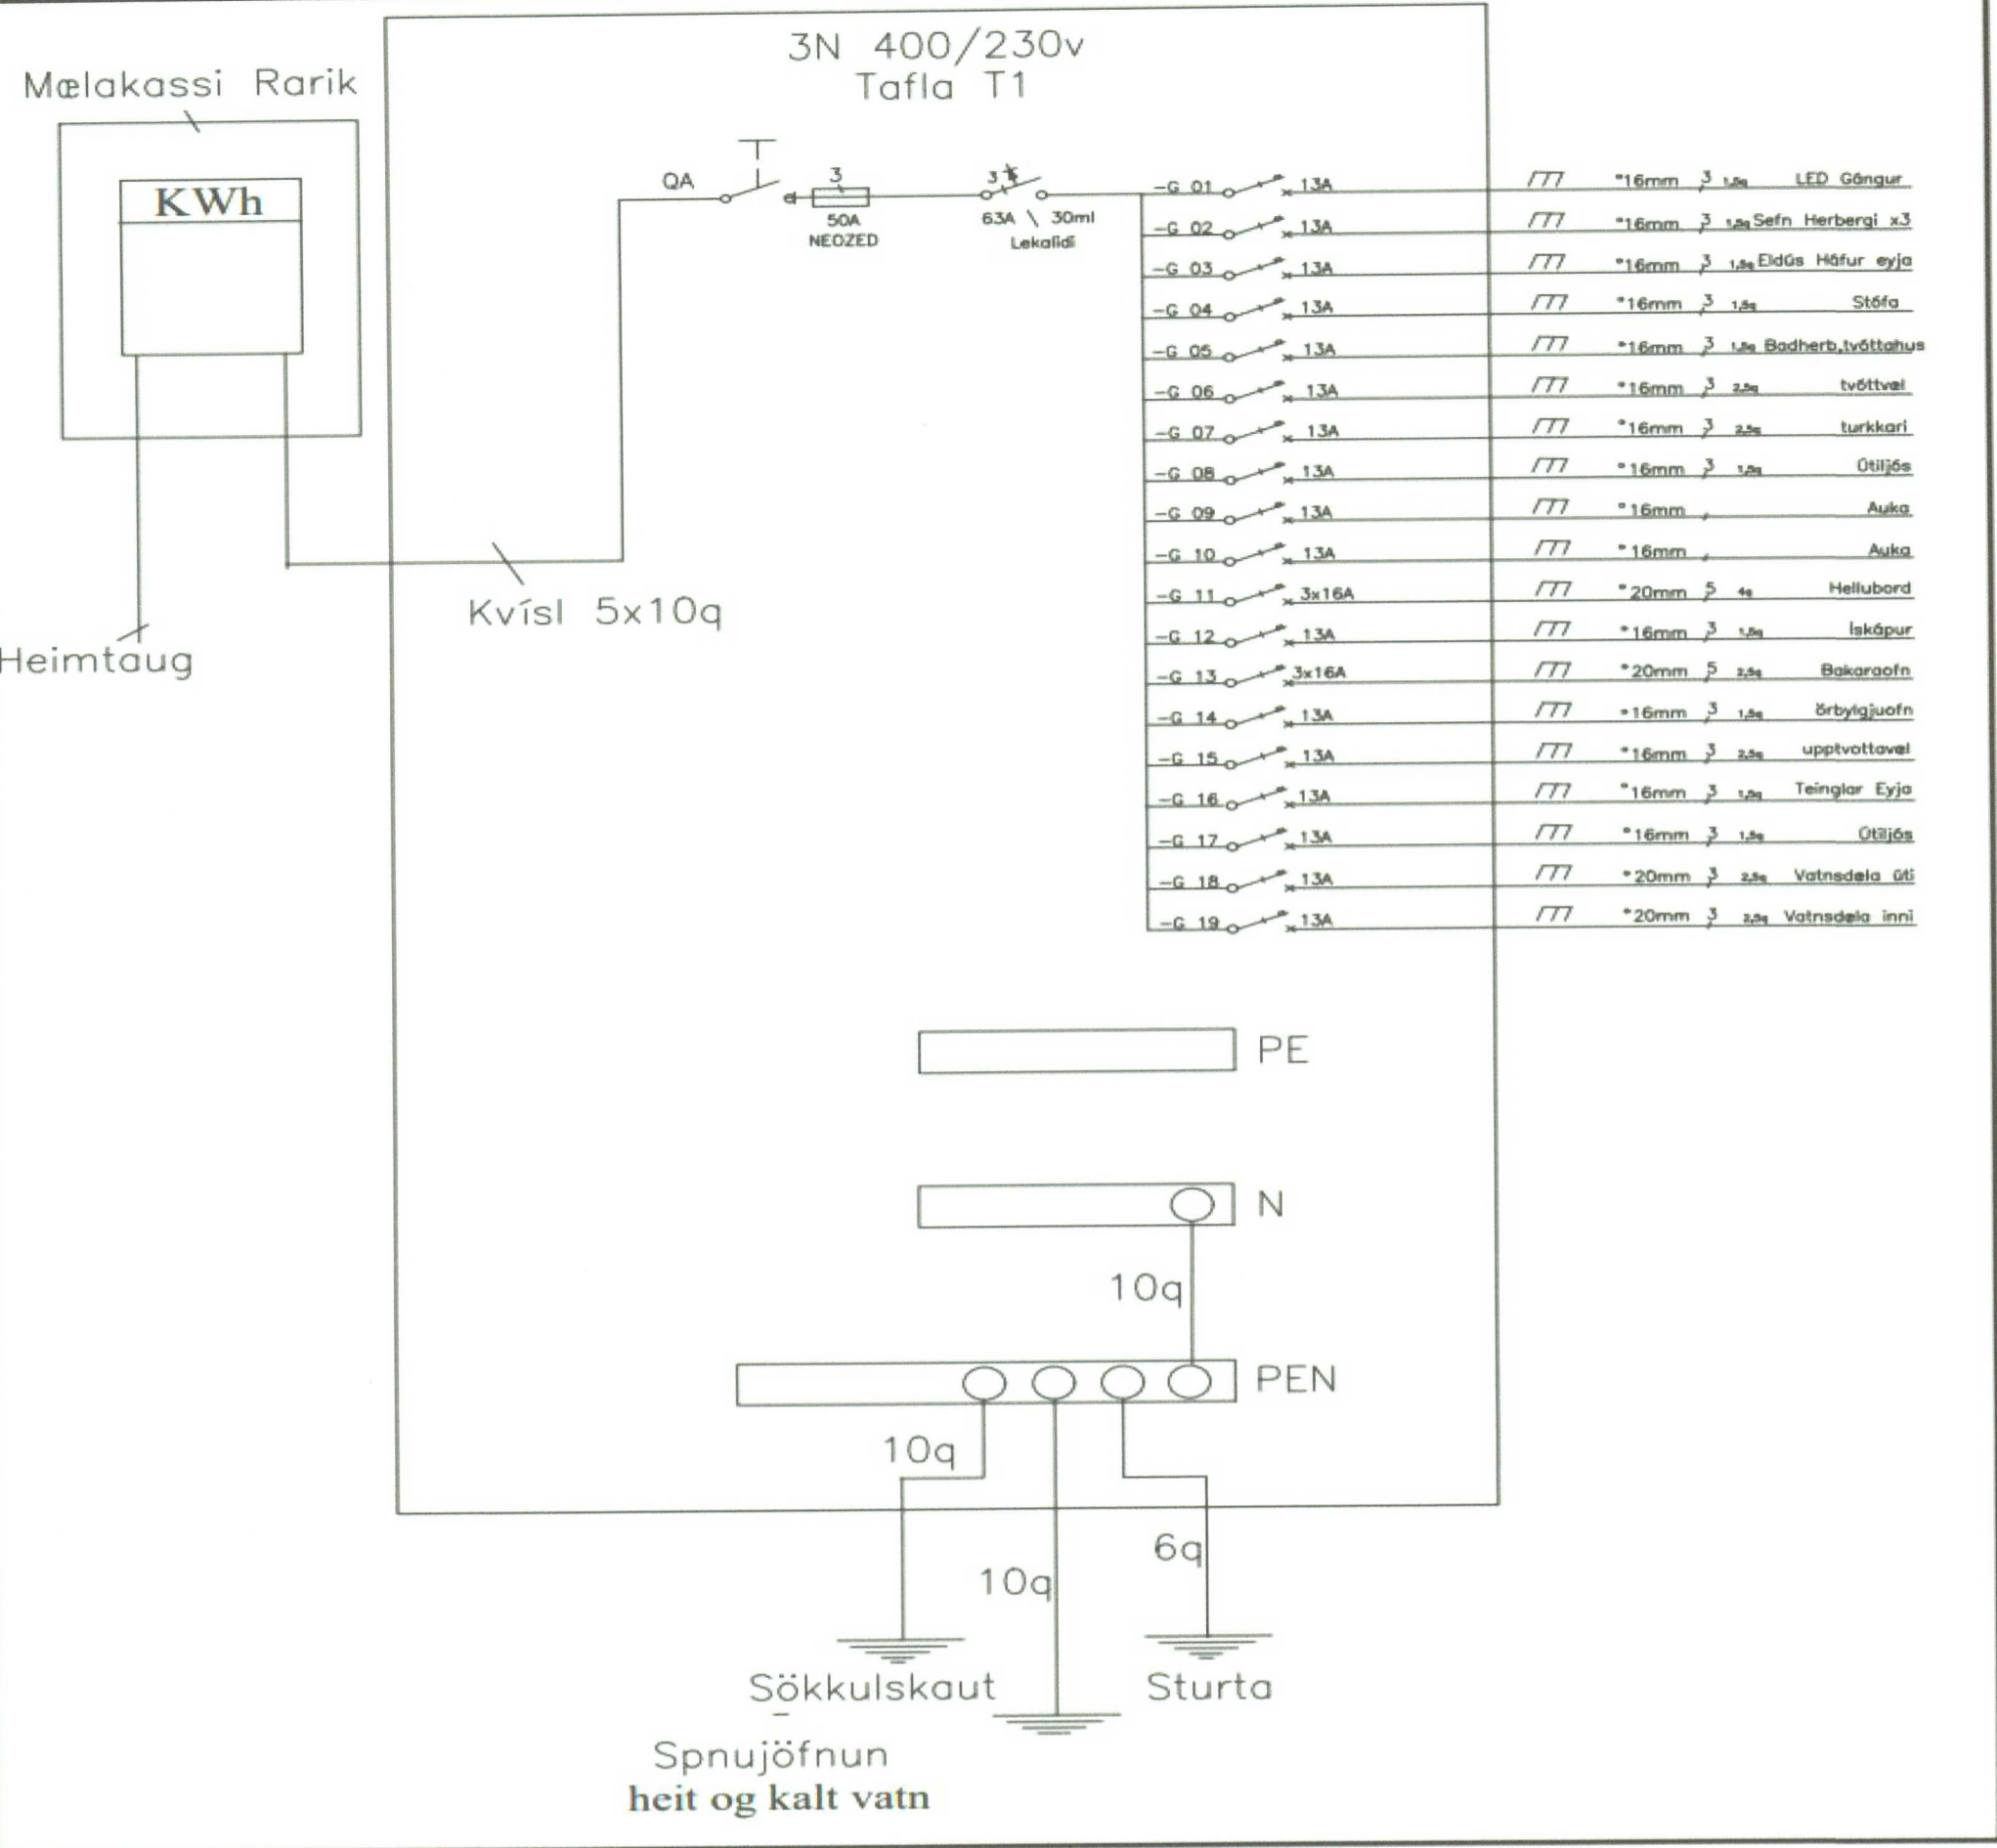 3N 400/230v
Tafla T1
Mælakassi Rarik
KWh
Heimtaug
Kvísl 5x10q
QA
3
50A
NEOZED
3
63A \ 30ml
Lekalidi
-G 01 13A °16mm 3 1,5q LED Gángur
-G 02 13A °16mm 3 1,5q Sefn Herbergi x3
-G 03 13A °16mm 3 1,5q Eldús Háfur eyja
-G 04 13A °16mm 3 1,5q Stófa
-G 05 13A °16mm 3 1,5q Badherb,tvóttahus
-G 06 13A °16mm 3 2,5q tvóttvel
-G 07 13A °16mm 3 2,5q turkkari
-G 08 13A °16mm 3 1,5q Útiljós
-G 09 13A °16mm , Auka
-G 10 13A °16mm , Auka
-G 11 3x16A °20mm 5 4q Hellubord
-G 12 13A °16mm 3 1,5q Iskápur
-G 13 3x16A °20mm 5 2,5q Bakaraofn
-G 14 13A °16mm 3 1,5q örbylgjuofn
-G 15 13A °16mm 3 2,5q upptvottavel
-G 16 13A °16mm 3 1,5q Teinglar Eyja
-G 17 13A °16mm 3 1,5q Útiljós
-G 18 13A °20mm 3 2,5q Vatnsdela úti
-G 19 13A °20mm 3 2,5q Vatnsdela inni
PE
N
10q
PEN
10q
10q
6q
Sökkulskaut
Sturta
Spnujöfnun
heit og kalt vatn